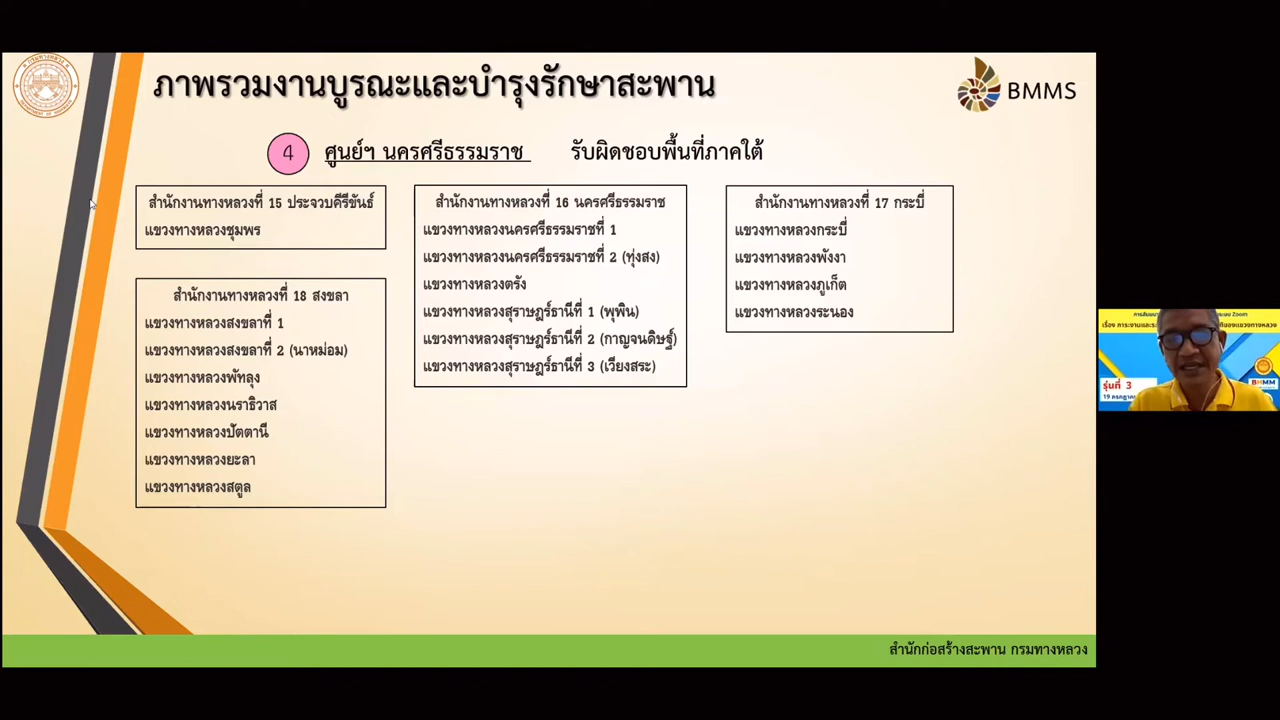 ภาพรวมงานบูรณะและบำรุงรักษาสะพาน
BMMS
4 ศูนย์ฯ นครศรีธรรมราช รับผิดชอบพื้นที่ภาคใต้
สำนักงานทางหลวงที่ 15 ประจวบคีรีขันธ์
แขวงทางหลวงชุมพร
สำนักงานทางหลวงที่ 18 สงขลา
แขวงทางหลวงสงขลาที่ 1
แขวงทางหลวงสงขลาที่ 2 (นาหม่อม)
แขวงทางหลวงพัทลุง
แขวงทางหลวงนราธิวาส
แขวงทางหลวงปัตตานี
แขวงทางหลวงยะลา
แขวงทางหลวงสตูล
สำนักงานทางหลวงที่ 16 นครศรีธรรมราช
แขวงทางหลวงนครศรีธรรมราชที่ 1
แขวงทางหลวงนครศรีธรรมราชที่ 2 (ทุ่งสง)
แขวงทางหลวงตรัง
แขวงทางหลวงสุราษฎร์ธานีที่ 1 (พุพิน)
แขวงทางหลวงสุราษฎร์ธานีที่ 2 (กาญจนดิษฐ์)
แขวงทางหลวงสุราษฎร์ธานีที่ 3 (เวียงสระ)
สำนักงานทางหลวงที่ 17 กระบี่
แขวงทางหลวงกระบี่
แขวงทางหลวงพังงา
แขวงทางหลวงภูเก็ต
แขวงทางหลวงระนอง
สำนักก่อสร้างสะพาน กรมทางหลวง
Zoom
เรื่อง
รุ่นที่ 3
BMMM